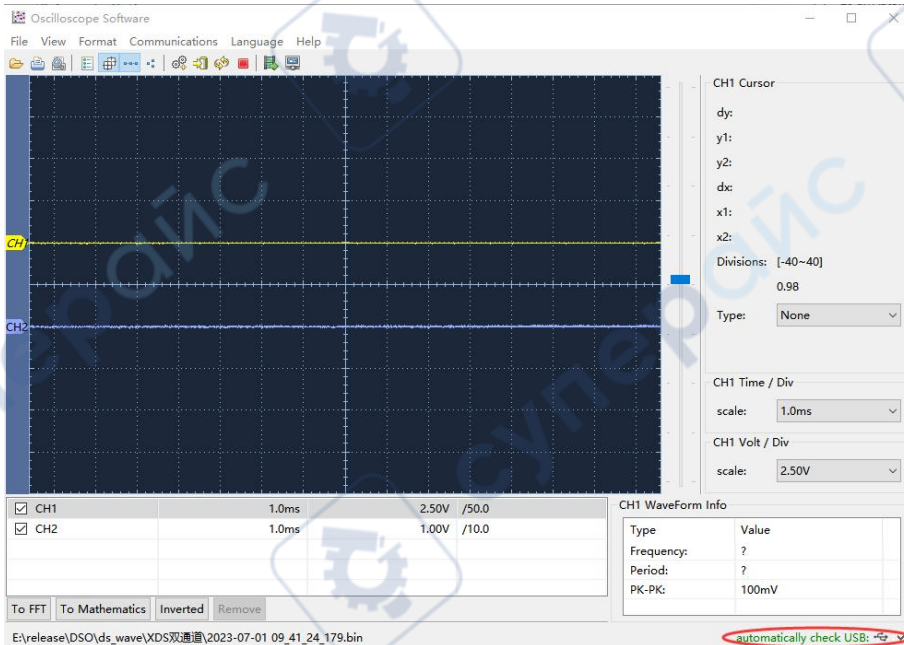 Oscilloscope Software
File View Format Communications Language Help
CH1 Cursor
dy:
y1:
y2:
dx:
x1:
x2:
Divisions: [-40~40]
0.98
Type: None
CH1
CH2
CH1 Time / Div
scale: 1.0ms
CH1 Volt / Div
scale: 2.50V
CH1 1.0ms 2.50V /50.0
CH2 1.0ms 1.00V /10.0
CH1 WaveForm Info
Type Value
Frequency: ?
Period: ?
PK-PK: 100mV
To FFT To Mathematics Inverted Remove
E:\release\DSO\ds_wave\XDS双通道\2023-07-01 09_41_24_179.bin
automatically check USB:
суперайс
суперайс